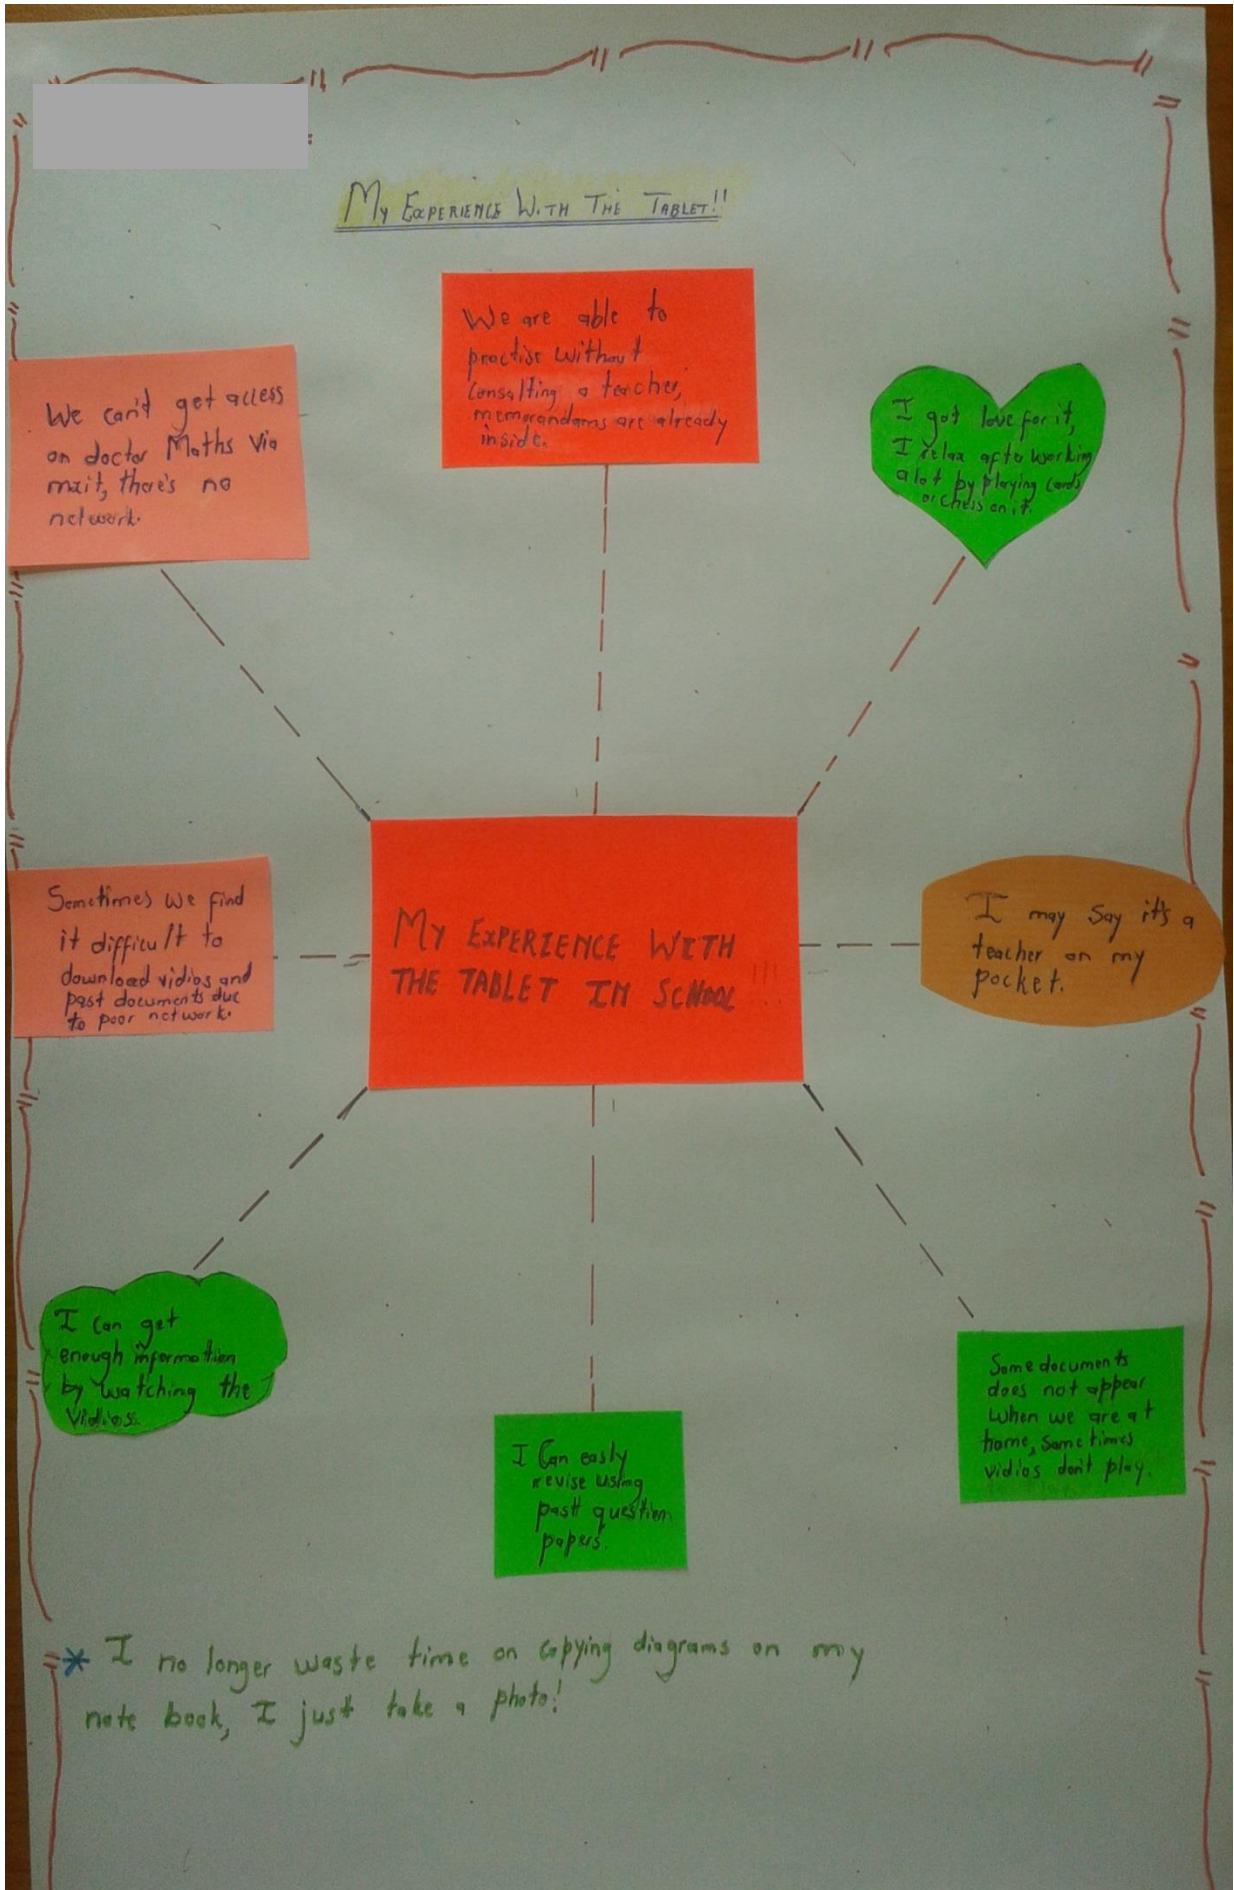 My Experience With The Tablet!!
We are able to
practise without
consulting a teacher,
memorandams are already
inside.
We can't get access
on doctor Maths via
mxit, there's no
network.
I got love for it,
I relax after working
alot by playing cards
or chess on it.
Sometimes we find
it difficult to
download vidios and
past documents due
to poor network.
My Experience With
The Tablet In School!!!
I may say it's a
teacher on my
pocket.
I can get
enough information
by watching the
vidios.
I Can easily
revise using
past question
papers.
Some documents
does not appear
when we are at
home, sometimes
vidios don't play.
* I no longer waste time on copying diagrams on my
note book, I just take a photo!